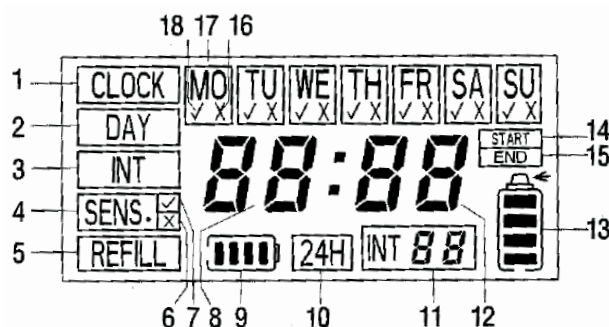 18 17 16
1 CLOCK MO TU WE TH FR SA SU
✓ X ✓ X ✓ X ✓ X ✓ X ✓ X ✓ X
2 DAY START 14
END 15
3 INT 88:88
4 SENS. ✓ X 13
5 REFILL 24H INT 88
6 7 8 9 10 11 12